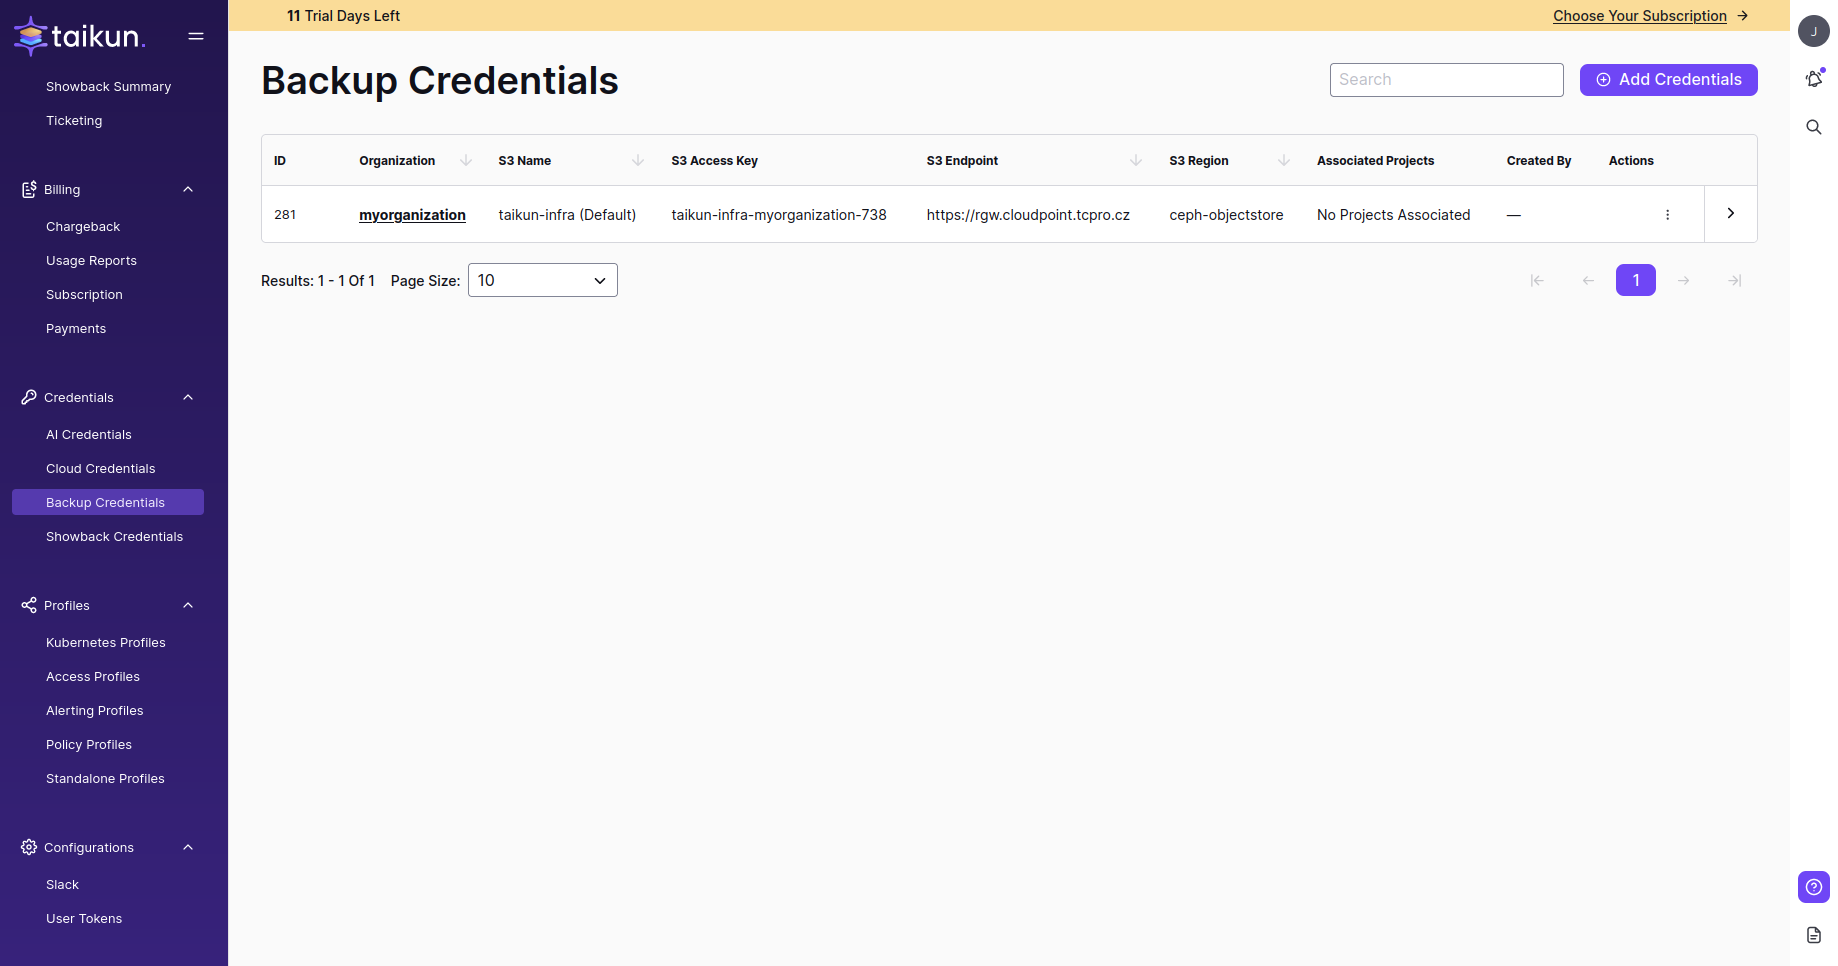 taikun.
Showback Summary
Ticketing
Billing
Chargeback
Usage Reports
Subscription
Payments
Credentials
AI Credentials
Cloud Credentials
Backup Credentials
Showback Credentials
Profiles
Kubernetes Profiles
Access Profiles
Alerting Profiles
Policy Profiles
Standalone Profiles
Configurations
Slack
User Tokens
11 Trial Days Left
Choose Your Subscription →
Backup Credentials
Search
Add Credentials
ID Organization S3 Name S3 Access Key S3 Endpoint S3 Region Associated Projects Created By Actions
281 myorganization taikun-infra (Default) taikun-infra-myorganization-738 https://rgw.cloudpoint.tcpro.cz ceph-objectstore No Projects Associated —
Results: 1 - 1 Of 1 Page Size: 10
1
J